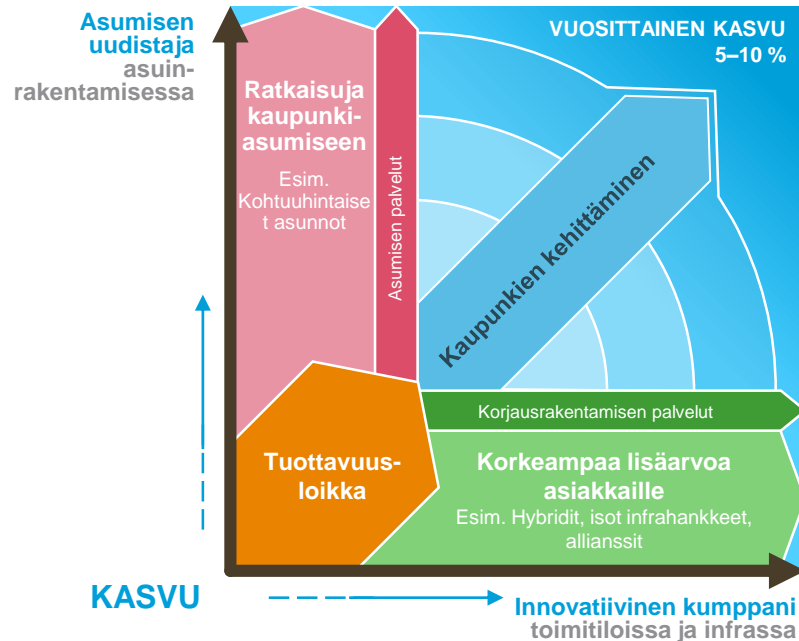 Asumisen
uudistaja
asuin-
rakentamisessa
VUOSITTAINEN KASVU
5–10 %
Ratkaisuja
kaupunki-
asumiseen
Esim.
Kohtuuhintaise
t asunnot
Asumisen palvelut
Kaupunkien kehittäminen
Korjausrakentamisen palvelut
Tuottavuus-
loikka
Korkeampaa lisäarvoa
asiakkaille
Esim. Hybridit, isot infrahankkeet,
allianssit
KASVU
Innovatiivinen kumppani
toimitiloissa ja infrassa